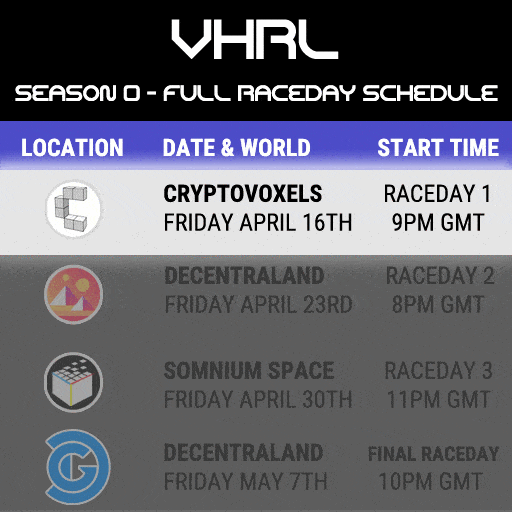 VHRL
SEASON 0 - FULL RACEDAY SCHEDULE
LOCATION DATE & WORLD START TIME
CRYPTOVOXELS RACEDAY 1
FRIDAY APRIL 16TH 9PM GMT
DECENTRALAND RACEDAY 2
FRIDAY APRIL 23RD 8PM GMT
SOMNIUM SPACE RACEDAY 3
FRIDAY APRIL 30TH 11PM GMT
DECENTRALAND FINAL RACEDAY
FRIDAY MAY 7TH 10PM GMT